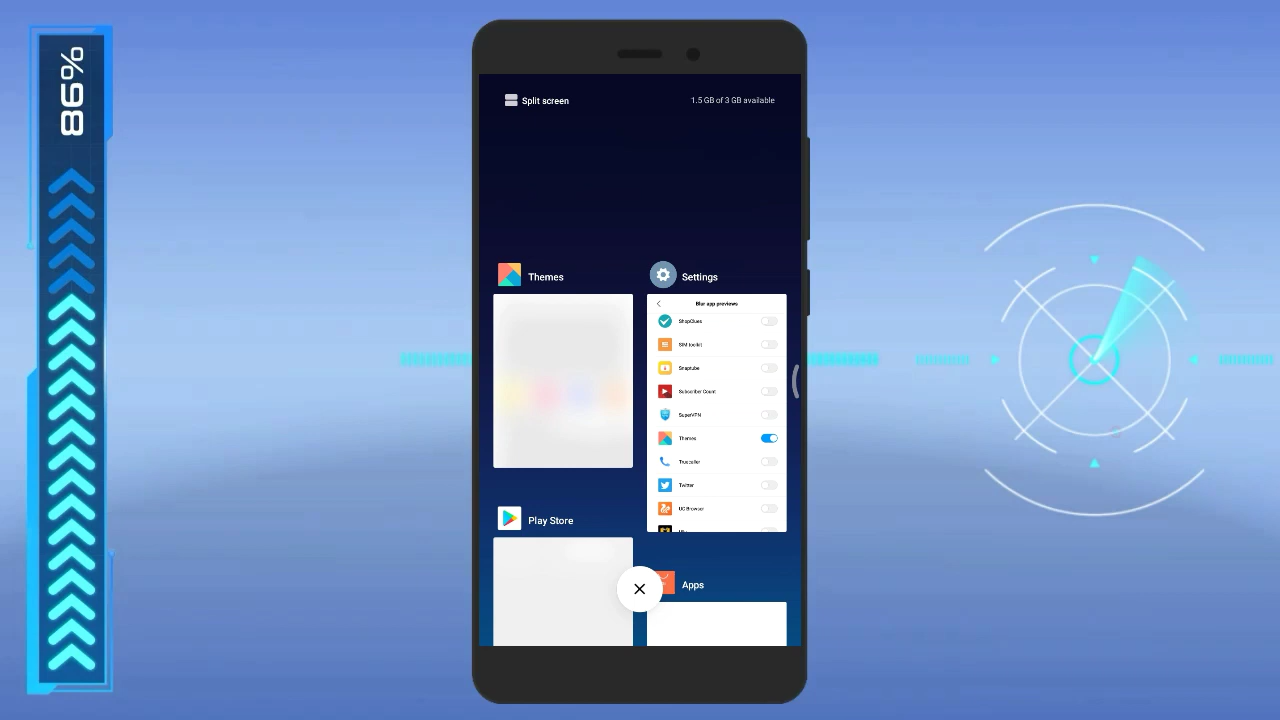 86%
Split screen
1.5 GB of 3 GB available
Themes
Settings
Blur app previews
ShopClues
SIM toolkit
Snaptube
Subscriber Count
SuperVPN
Themes
Truecaller
Twitter
UC Browser
Play Store
Apps